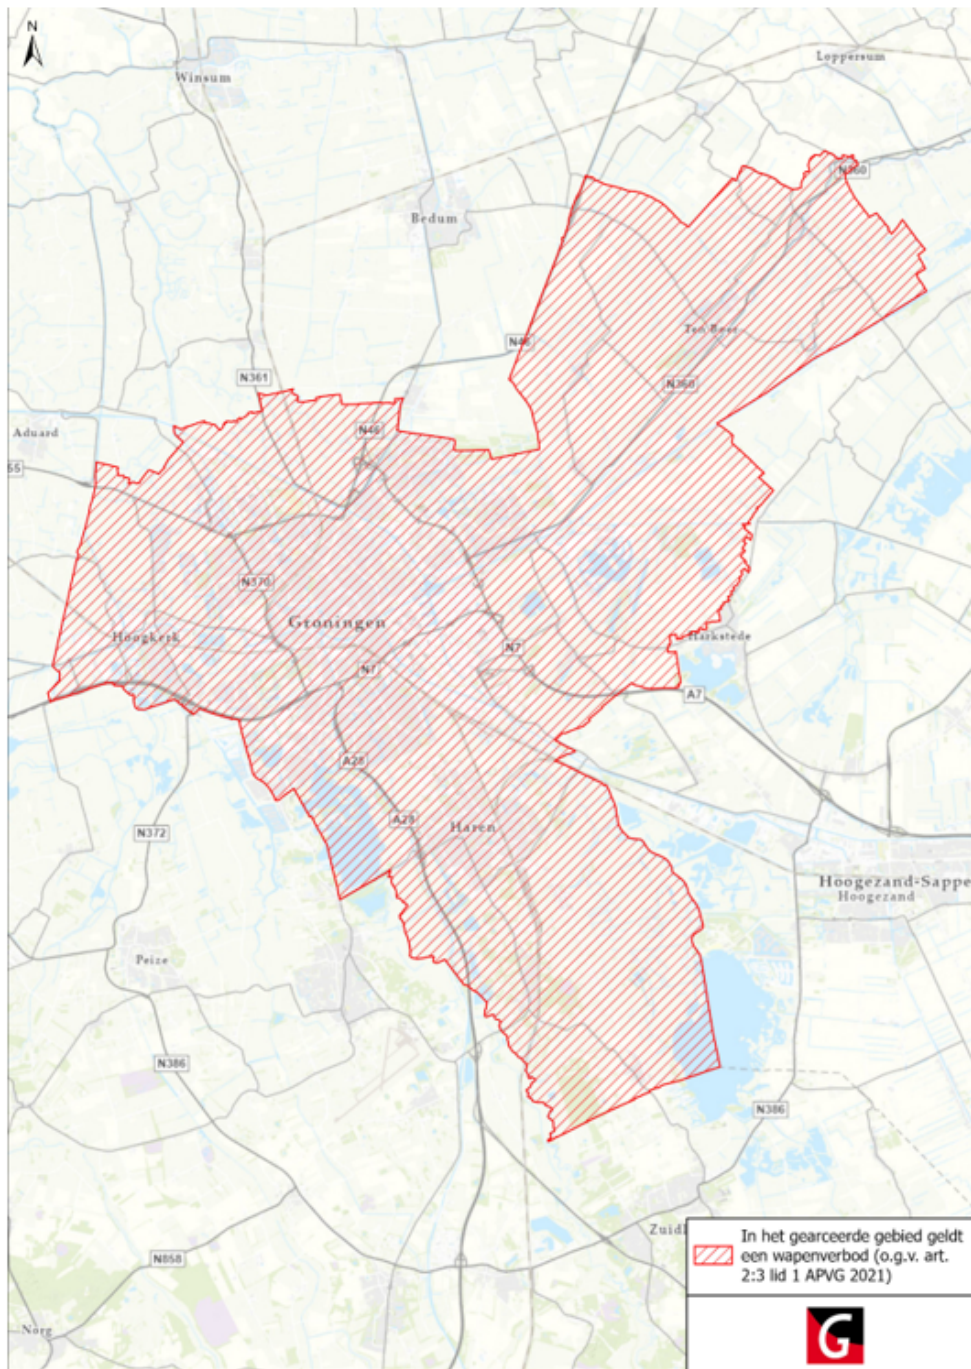 N
Winsum
Loppersum
N360
Bedum
Ten Boer
N46
N361
N360
Aduard
N46
55
N370
Groningen
Hoogkerk
Harkstede
N7
N7
A7
A28
N372
A28
Haren
Hoogezand-Sappe
Hoogezand
Peize
N386
N386
Zuidl
N858
Norg
In het gearceerde gebied geldt
een wapenverbod (o.g.v. art.
2:3 lid 1 APVG 2021)
G